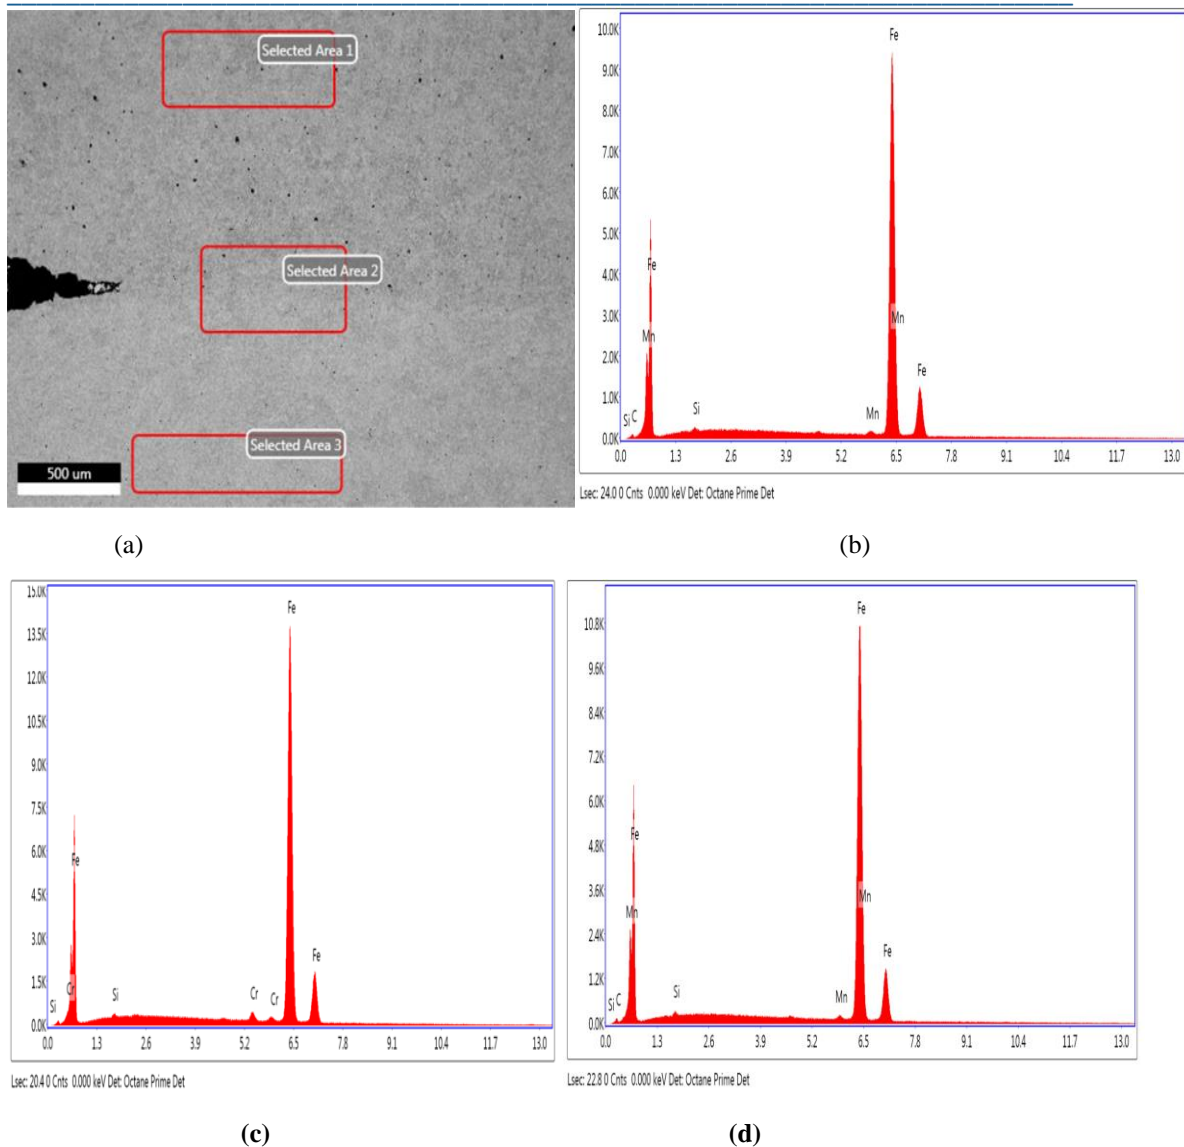 Selected Area 1
Selected Area 2
Selected Area 3
500 um
(a)
10.0K
9.0K
8.0K
7.0K
6.0K
5.0K
4.0K
3.0K
2.0K
1.0K
0.0K
Fe
Fe
Mn
Mn
Fe
Si
C
Si
Mn
0.0 1.3 2.6 3.9 5.2 6.5 7.8 9.1 10.4 11.7 13.0
Lsec: 24.0 0 Cnts 0.000 keV Det: Octane Prime Det
(b)
15.0K
13.5K
12.0K
10.5K
9.0K
7.5K
6.0K
4.5K
3.0K
1.5K
0.0K
Fe
Fe
Fe
Cr
Si
Si
Cr
Cr
0.0 1.3 2.6 3.9 5.2 6.5 7.8 9.1 10.4 11.7 13.0
Lsec: 20.4 0 Cnts 0.000 keV Det: Octane Prime Det
(c)
10.8K
9.6K
8.4K
7.2K
6.0K
4.8K
3.6K
2.4K
1.2K
0.0K
Fe
Fe
Mn
Mn
Fe
Si
C
Si
Mn
0.0 1.3 2.6 3.9 5.2 6.5 7.8 9.1 10.4 11.7 13.0
Lsec: 22.8 0 Cnts 0.000 keV Det: Octane Prime Det
(d)